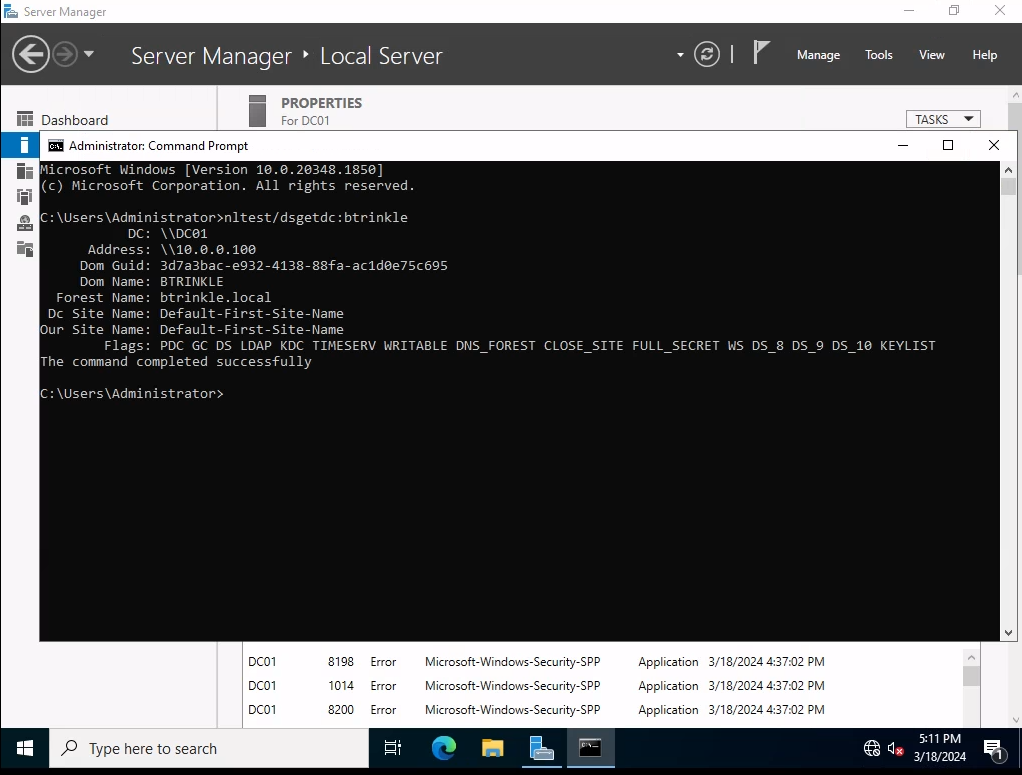 Server Manager
Server Manager ‣ Local Server
Manage Tools View Help
Dashboard
PROPERTIES
For DC01
TASKS
Administrator: Command Prompt
Microsoft Windows [Version 10.0.20348.1850]
(c) Microsoft Corporation. All rights reserved.
C:\Users\Administrator>nltest/dsgetdc:btrinkle
DC: \\DC01
Address: \\10.0.0.100
Dom Guid: 3d7a3bac-e932-4138-88fa-ac1d0e75c695
Dom Name: BTRINKLE
Forest Name: btrinkle.local
Dc Site Name: Default-First-Site-Name
Our Site Name: Default-First-Site-Name
Flags: PDC GC DS LDAP KDC TIMESERV WRITABLE DNS_FOREST CLOSE_SITE FULL_SECRET WS DS_8 DS_9 DS_10 KEYLIST
The command completed successfully
C:\Users\Administrator>
DC01 8198 Error Microsoft-Windows-Security-SPP Application 3/18/2024 4:37:02 PM
DC01 1014 Error Microsoft-Windows-Security-SPP Application 3/18/2024 4:37:02 PM
DC01 8200 Error Microsoft-Windows-Security-SPP Application 3/18/2024 4:37:02 PM
Type here to search
5:11 PM
3/18/2024
1